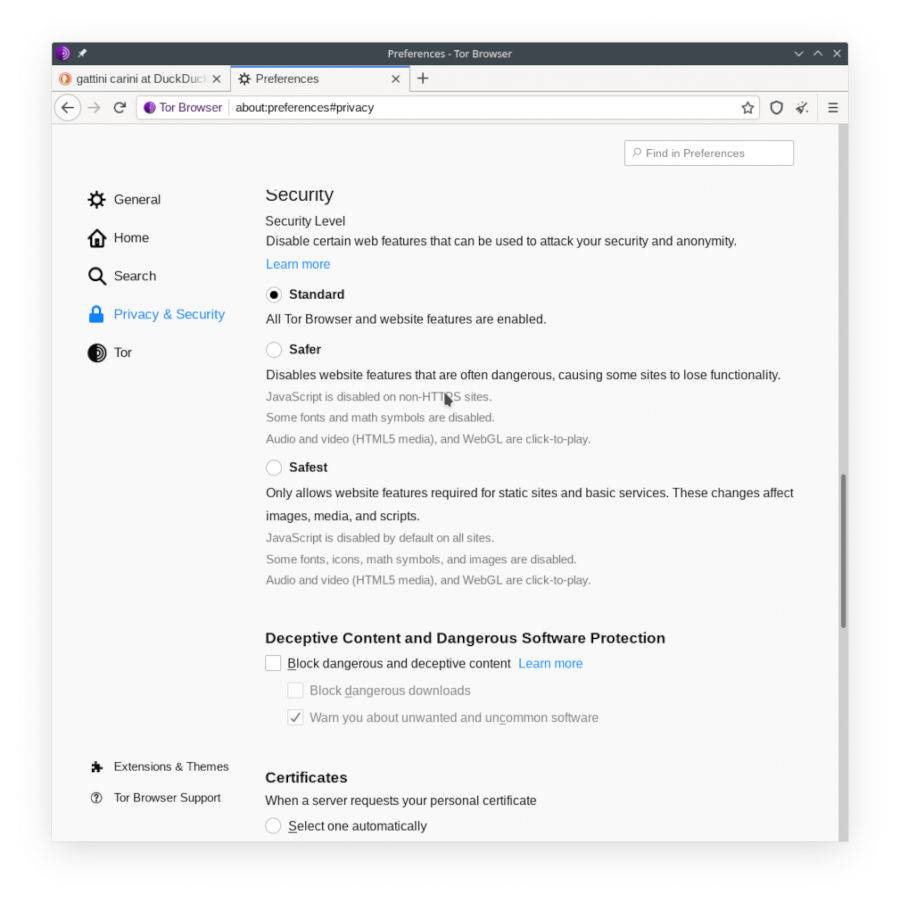 Preferences - Tor Browser
gattini carini at DuckDuc
Preferences
Tor Browser
about:preferences#privacy
Find in Preferences
General
Home
Search
Privacy & Security
Tor
Extensions & Themes
Tor Browser Support
Security
Security Level
Disable certain web features that can be used to attack your security and anonymity.
Learn more
Standard
All Tor Browser and website features are enabled.
Safer
Disables website features that are often dangerous, causing some sites to lose functionality.
JavaScript is disabled on non-HTTPS sites.
Some fonts and math symbols are disabled.
Audio and video (HTML5 media), and WebGL are click-to-play.
Safest
Only allows website features required for static sites and basic services. These changes affect
images, media, and scripts.
JavaScript is disabled by default on all sites.
Some fonts, icons, math symbols, and images are disabled.
Audio and video (HTML5 media), and WebGL are click-to-play.
Deceptive Content and Dangerous Software Protection
Block dangerous and deceptive content Learn more
Block dangerous downloads
Warn you about unwanted and uncommon software
Certificates
When a server requests your personal certificate
Select one automatically